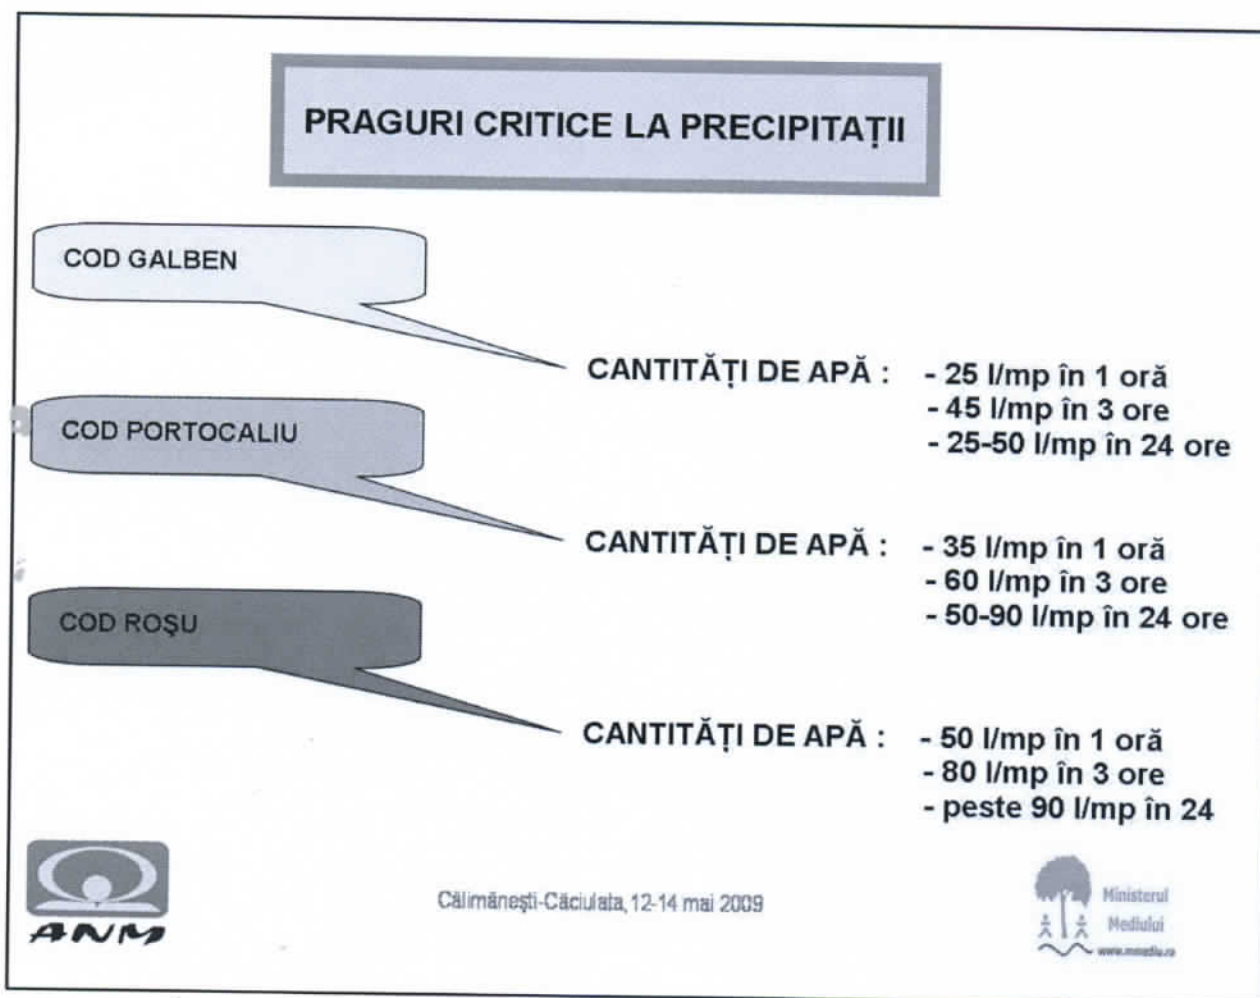 PRAGURI CRITICE LA PRECIPITAȚII
COD GALBEN
CANTITĂȚI DE APĂ : - 25 l/mp în 1 oră
- 45 l/mp în 3 ore
- 25-50 l/mp în 24 ore
COD PORTOCALIU
CANTITĂȚI DE APĂ : - 35 l/mp în 1 oră
- 60 l/mp în 3 ore
- 50-90 l/mp în 24 ore
COD ROȘU
CANTITĂȚI DE APĂ : - 50 l/mp în 1 oră
- 80 l/mp în 3 ore
- peste 90 l/mp în 24
ANM
Călimănești-Căciulata, 12-14 mai 2009
Ministerul
Mediului
www.mmediu.ro